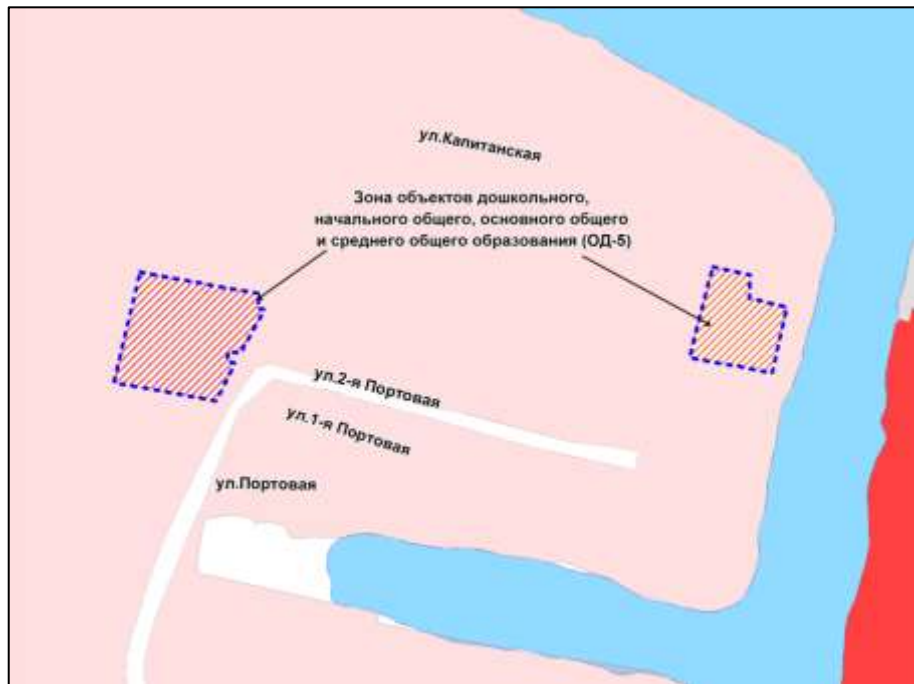 ул.Капитанская
Зона объектов дошкольного,
начального общего, основного общего
и среднего общего образования (ОД-5)
ул.2-я Портовая
ул.1-я Портовая
ул.Портовая